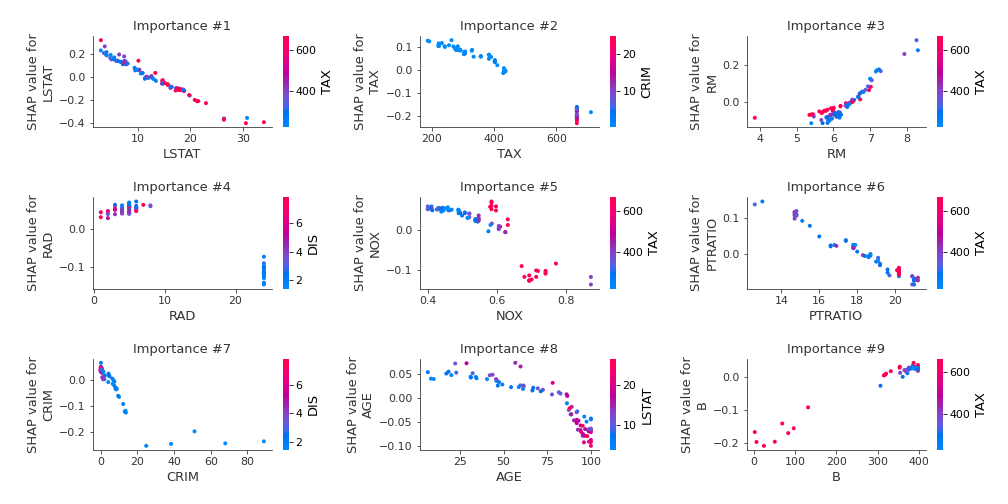 Importance #1
SHAP value for
LSTAT
0.2
0.0
−0.2
−0.4
10
20
30
LSTAT
600
400
TAX
Importance #2
SHAP value for
TAX
0.1
0.0
−0.1
−0.2
200
400
600
TAX
20
10
CRIM
Importance #3
SHAP value for
RM
0.2
0.0
4
5
6
7
8
RM
600
400
TAX
Importance #4
SHAP value for
RAD
0.0
−0.1
0
10
20
RAD
6
4
2
DIS
Importance #5
SHAP value for
NOX
0.0
−0.1
0.4
0.6
0.8
NOX
600
400
TAX
Importance #6
SHAP value for
PTRATIO
0.1
0.0
14
16
18
20
PTRATIO
600
400
TAX
Importance #7
SHAP value for
CRIM
0.0
−0.1
−0.2
0
20
40
60
80
CRIM
6
4
2
DIS
Importance #8
SHAP value for
AGE
0.05
0.00
−0.05
−0.10
25
50
75
100
AGE
20
10
LSTAT
Importance #9
SHAP value for
B
0.0
−0.1
−0.2
0
100
200
300
400
B
600
400
TAX